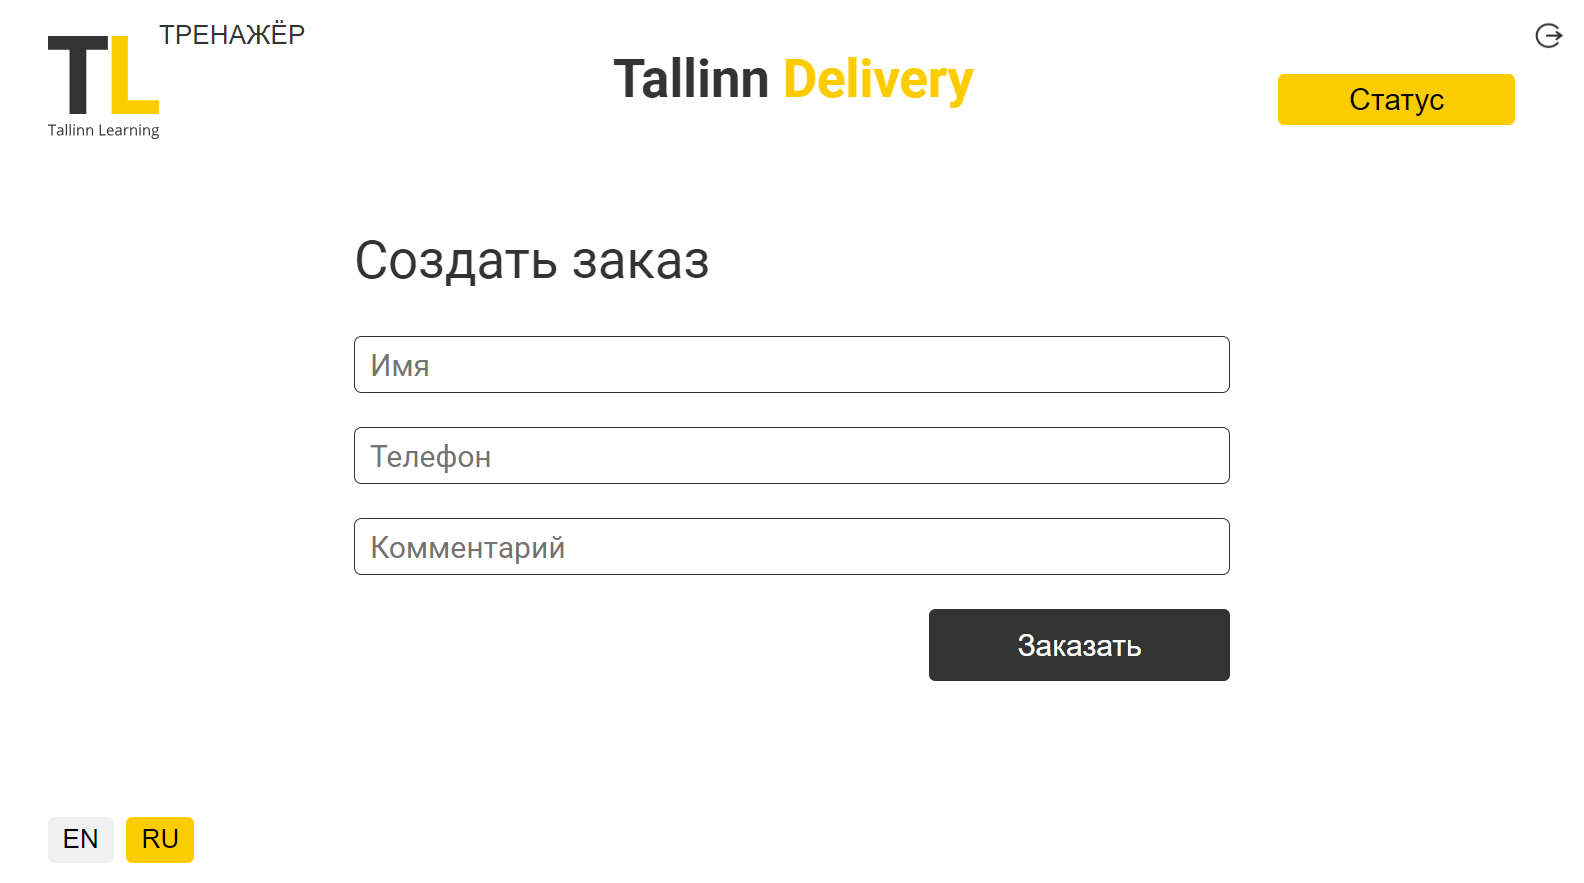 TL
Tallinn Learning
ТРЕНАЖЁР
Tallinn Delivery
Статус
Создать заказ
Имя
Телефон
Комментарий
Заказать
EN
RU